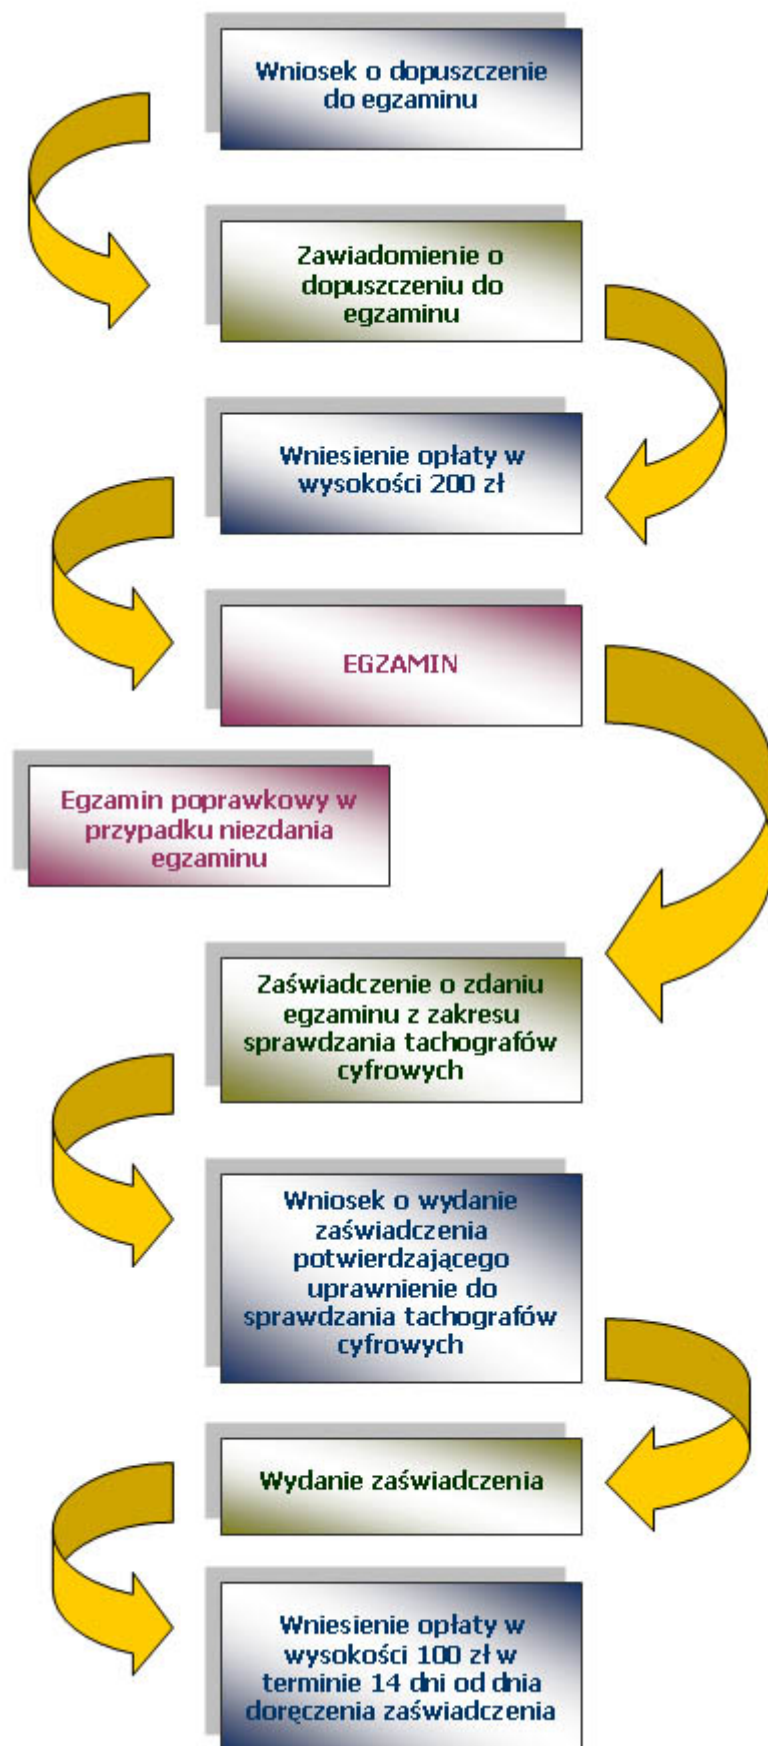 Wniosek o dopuszczenie
do egzaminu
Zawiadomienie o
dopuszczeniu do
egzaminu
Wniesienie opłaty w
wysokości 200 zł
EGZAMIN
Egzamin poprawkowy w
przypadku niezdania
egzaminu
Zaświadczenie o zdaniu
egzaminu z zakresu
sprawdzania tachografów
cyfrowych
Wniosek o wydanie
zaświadczenia
potwierdzającego
uprawnienie do
sprawdzania tachografów
cyfrowych
Wydanie zaświadczenia
Wniesienie opłaty w
wysokości 100 zł w
terminie 14 dni od dnia
doręczenia zaświadczenia